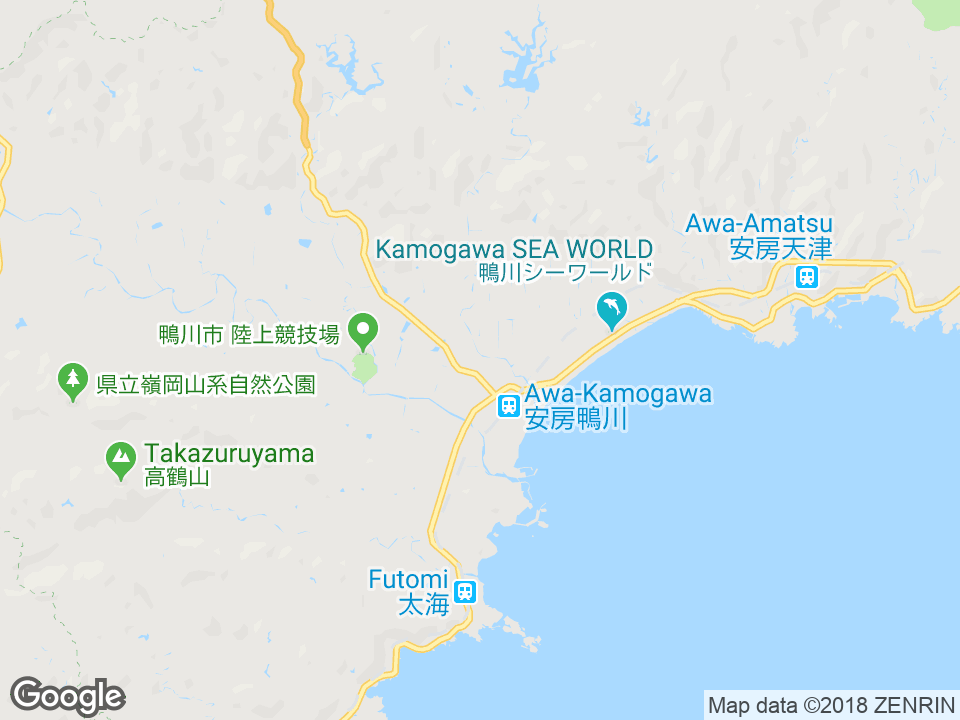 Awa-Amatsu
安房天津
Kamogawa SEA WORLD
鴨川シーワールド
鴨川市 陸上競技場
県立嶺岡山系自然公園
Awa-Kamogawa
安房鴨川
Takazuruyama
高鶴山
Futomi
太海
Google
Map data ©2018 ZENRIN